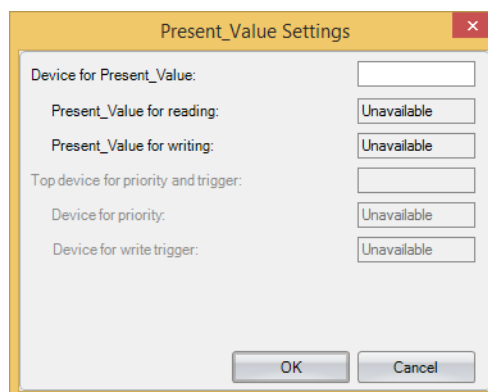 Present_Value Settings
Device for Present_Value:
Present_Value for reading: Unavailable
Present_Value for writing: Unavailable
Top device for priority and trigger:
Device for priority: Unavailable
Device for write trigger: Unavailable
OK Cancel